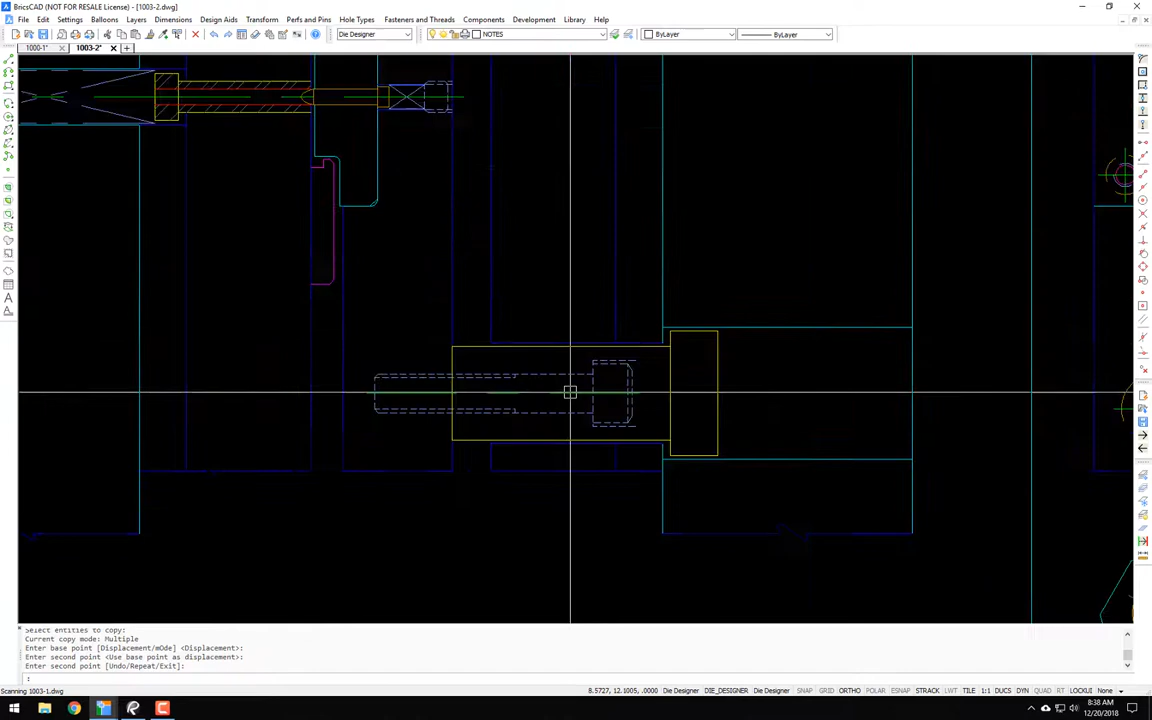 BricsCAD (NOT FOR RESALE License) - [1003-2.dwg]
File Edit Settings Balloons Layers Dimensions Design Aids Transform Perfs and Pins Hole Types Fasteners and Threads Components Development Library Help
Die Designer NOTES ByLayer ByLayer
1000-1* 1003-2*
Select entities to copy:
Current copy mode: Multiple
Enter base point [Displacement/mOde] <Displacement>:
Enter second point <Use base point as displacement>:
Enter second point [Undo/Repeat/Exit]:
:
Scanning 1003-1.dwg 8.5727, 12.1005, .0000 Die Designer DIE_DESIGNER Die Designer SNAP GRID ORTHO POLAR ESNAP STRACK LWT TILE 1:1 DUCS DYN QUAD RT LOCKUI None
8:38 AM
12/20/2018